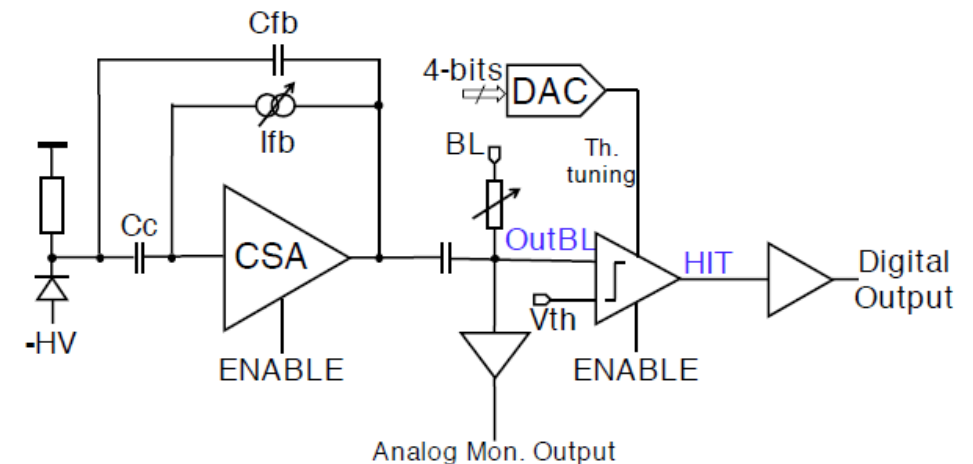 Cfb
4-bits
DAC
Ifb
BL
Th.
tuning
Cc
CSA
OutBL
HIT
Digital
Output
Vth
-HV
ENABLE
ENABLE
Analog Mon. Output